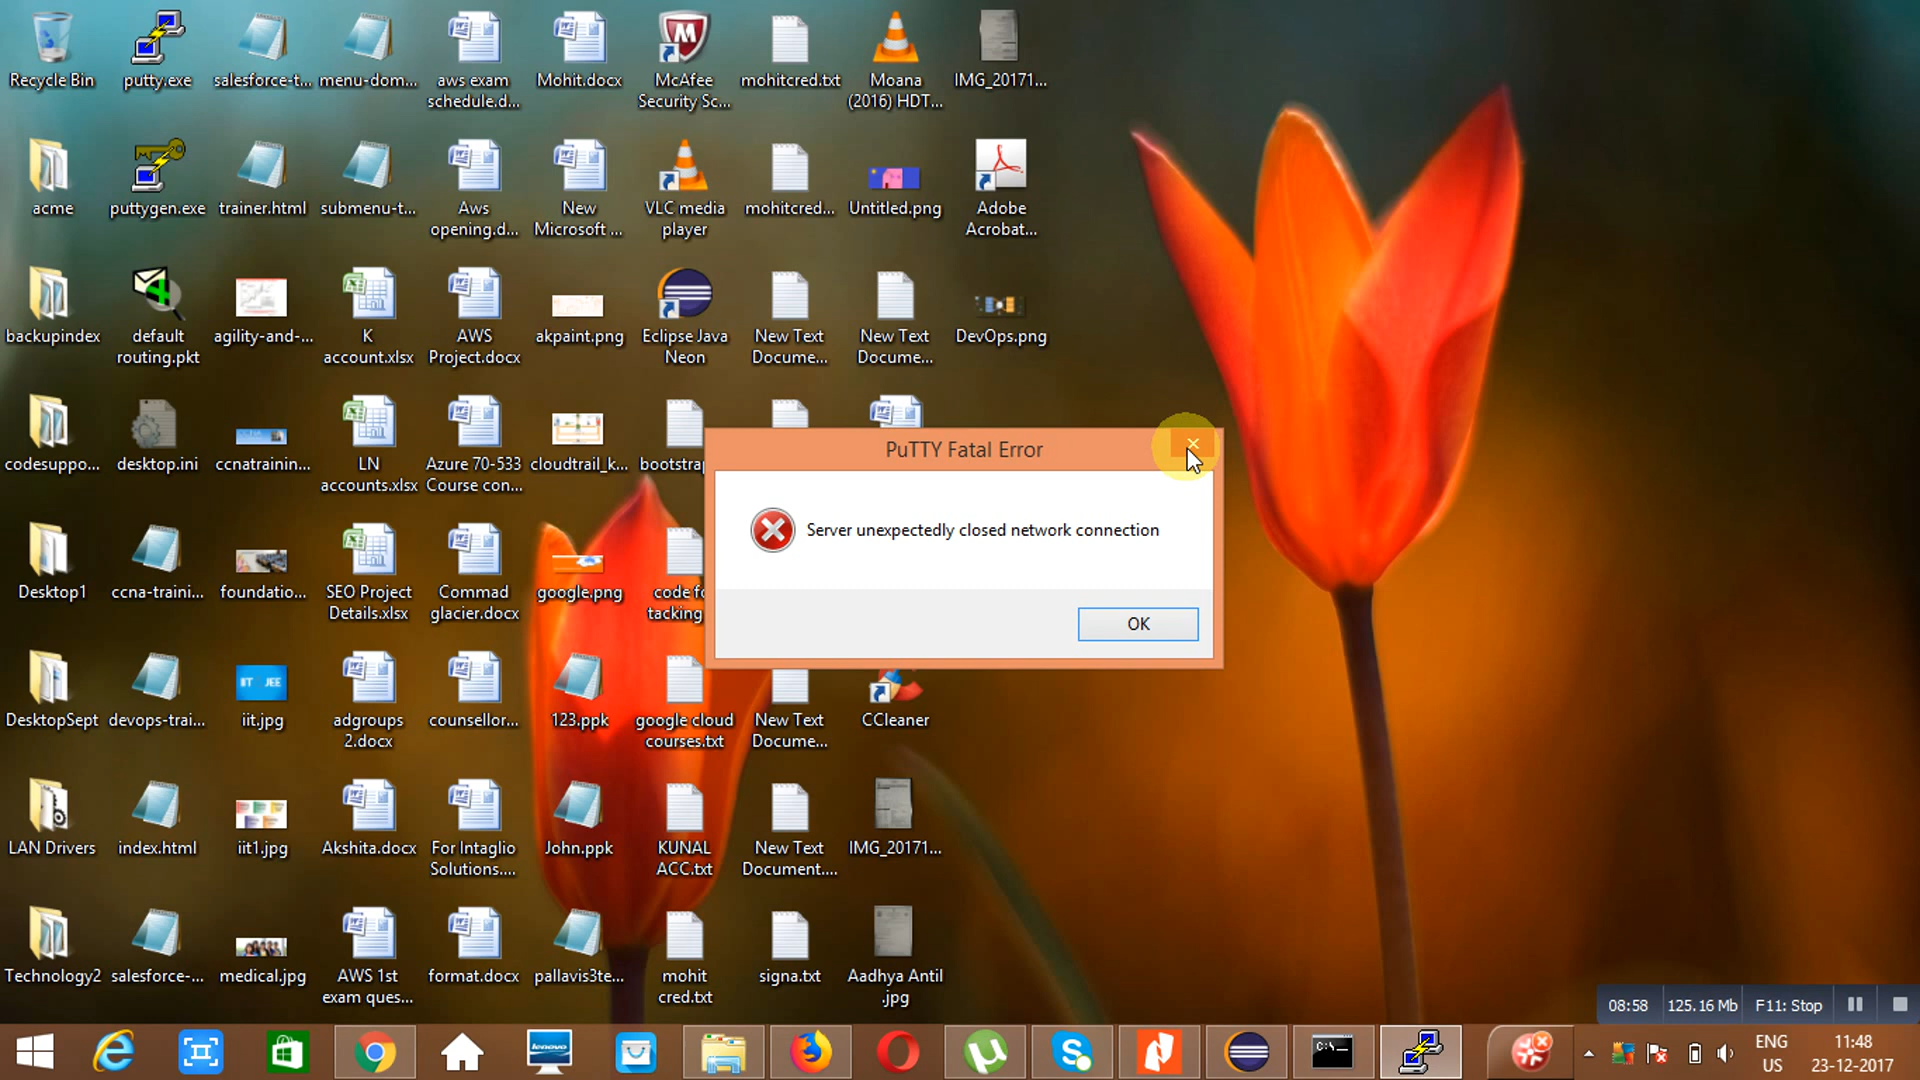 Recycle Bin
putty.exe
salesforce-t...
menu-dom...
aws exam
schedule.d...
Mohit.docx
McAfee
Security Sc...
mohitcred.txt
Moana
(2016) HDT...
IMG_20171...
acme
puttygen.exe
trainer.html
submenu-t...
Aws
opening.d...
New
Microsoft ...
VLC media
player
mohitcred...
Untitled.png
Adobe
Acrobat...
backupindex
default
routing.pkt
agility-and-...
K
account.xlsx
AWS
Project.docx
akpaint.png
Eclipse Java
Neon
New Text
Docume...
New Text
Docume...
DevOps.png
codesuppo...
desktop.ini
ccnatrainin...
LN
accounts.xlsx
Azure 70-533
Course con...
cloudtrail_k...
bootstrap
PuTTY Fatal Error
Server unexpectedly closed network connection
OK
Desktop1
ccna-traini...
foundatio...
SEO Project
Details.xlsx
Commad
glacier.docx
google.png
code fo
tacking
DesktopSept
devops-trai...
IIT JEE
iit.jpg
adgroups
2.docx
counsellor...
123.ppk
google cloud
courses.txt
New Text
Docume...
CCleaner
LAN Drivers
index.html
iit1.jpg
Akshita.docx
For Intaglio
Solutions....
John.ppk
KUNAL
ACC.txt
New Text
Document....
IMG_20171...
Technology2
salesforce-...
medical.jpg
AWS 1st
exam ques...
format.docx
pallavis3te...
mohit
cred.txt
signa.txt
Aadhya Antil
.jpg
08:58
125.16 Mb
F11: Stop
lenovo
C:\_
ENG
US
11:48
23-12-2017